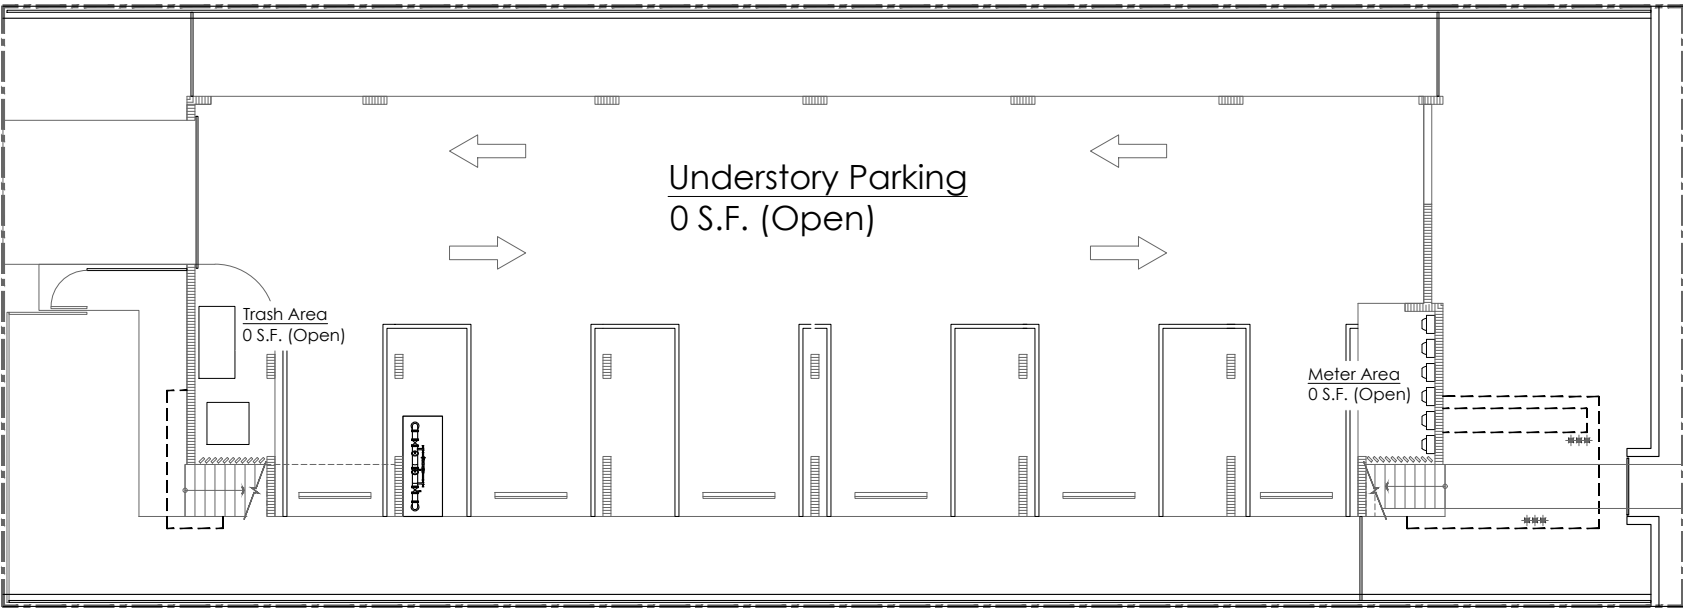 Understory Parking
0 S.F. (Open)
Trash Area
0 S.F. (Open)
Meter Area
0 S.F. (Open)